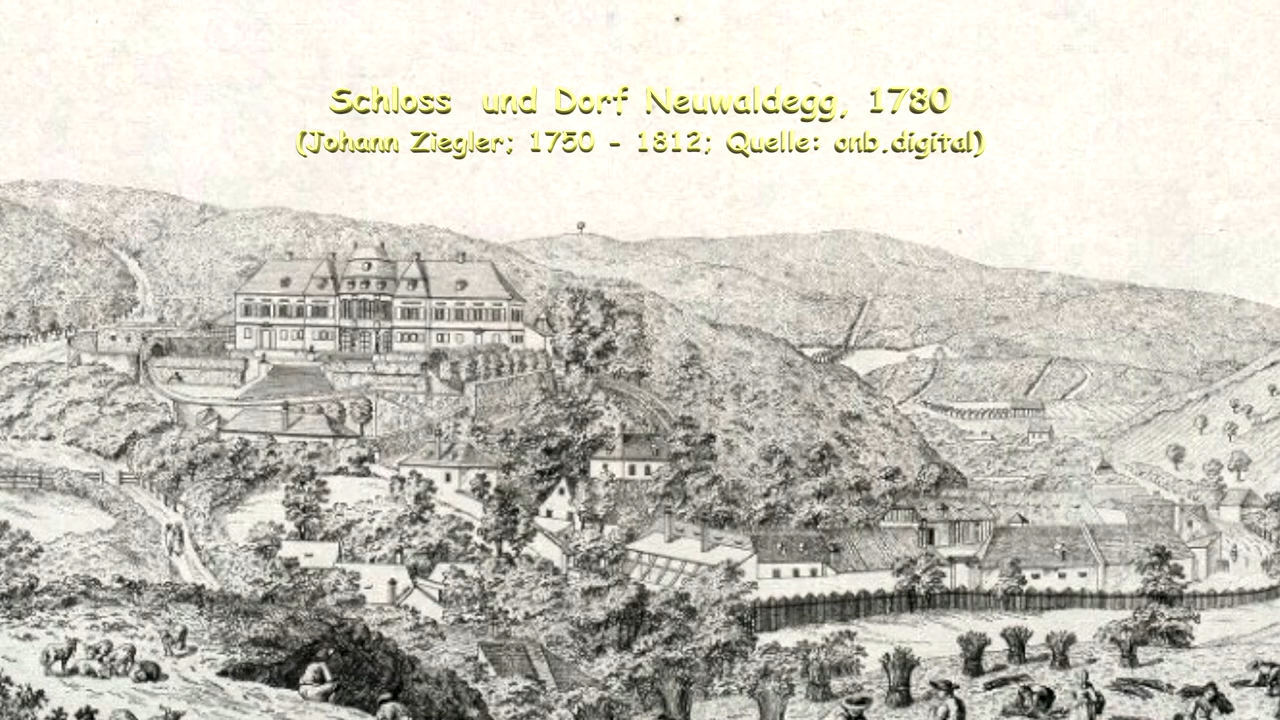 Schloss und Dorf Neuwaldegg, 1780
(Johann Ziegler; 1750 - 1812; Quelle: onb.digital)